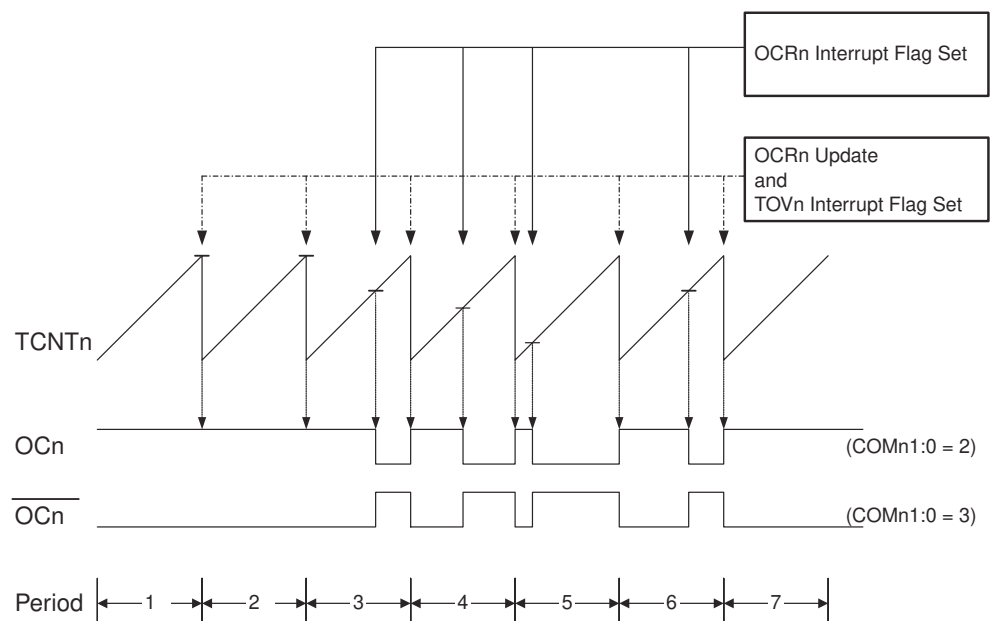 OCRn Interrupt Flag Set
OCRn Update
and
TOVn Interrupt Flag Set
TCNTn
OCn
(COMn1:0 = 2)
OCn
(COMn1:0 = 3)
Period
1
2
3
4
5
6
7